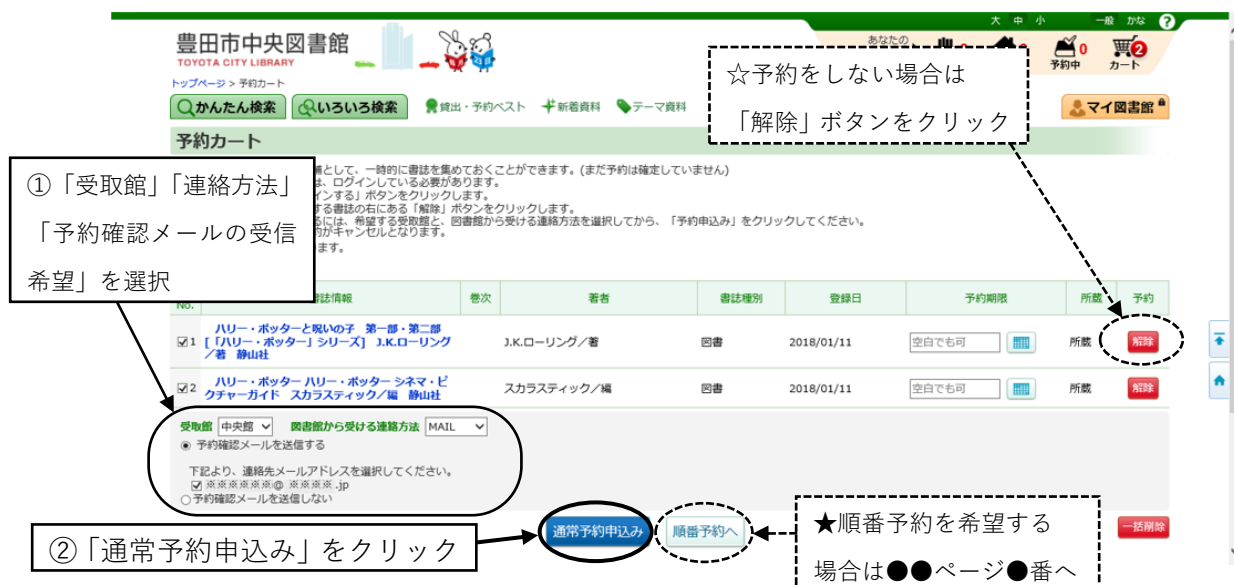 大 中 小 一般 かな ?
豊田市中央図書館
TOYOTA CITY LIBRARY
あなたの
0
予約中
2
カート
トップページ > 予約カート
かんたん検索 いろいろ検索 貸出・予約ベスト 新着資料 テーマ資料 マイ図書館
☆予約をしない場合は
「解除」ボタンをクリック
予約カート
として、一時的に書誌を集めておくことができます。(まだ予約は確定していません)
は、ログインしている必要があります。
インする」ボタンをクリックします。
する書誌の右にある「解除」ボタンをクリックします。
るには、希望する受取館と、図書館から受ける連絡方法を選択してから、「予約申込み」をクリックしてください。
約がキャンセルとなります。
ます。
①「受取館」「連絡方法」
「予約確認メールの受信
希望」を選択
No. 書誌情報 巻次 著者 書誌種別 登録日 予約期限 所蔵 予約
1 ハリー・ポッターと呪いの子 第一部・第二部
[「ハリー・ポッター」シリーズ] J.K.ローリング
/著 静山社
J.K.ローリング/著 図書 2018/01/11 空白でも可 所蔵 解除
2 ハリー・ポッター ハリー・ポッター シネマ・ピ
クチャーガイド スカラスティック/編 静山社
スカラスティック/編 図書 2018/01/11 空白でも可 所蔵 解除
受取館 中央館 図書館から受ける連絡方法 MAIL
予約確認メールを送信する
下記より、連絡先メールアドレスを選択してください。
※※※※※※@ ※※※※.jp
予約確認メールを送信しない
通常予約申込み 順番予約へ 一括削除
②「通常予約申込み」をクリック
★順番予約を希望する
場合は●●ページ●番へ